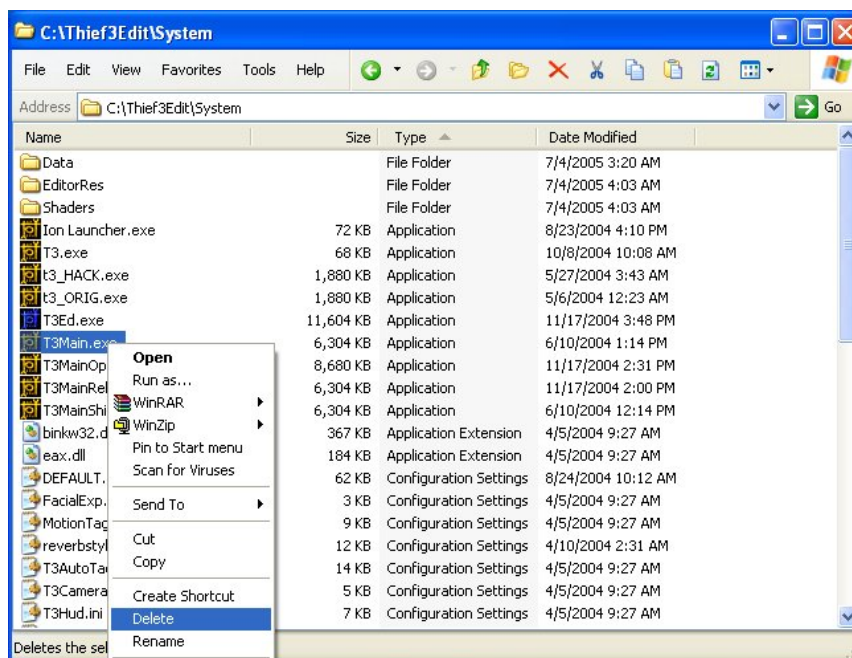 C:\Thief3Edit\System
File Edit View Favorites Tools Help
Address C:\Thief3Edit\System Go
Name Size Type Date Modified
Data File Folder 7/4/2005 3:20 AM
EditorRes File Folder 7/4/2005 4:03 AM
Shaders File Folder 7/4/2005 4:03 AM
Ion Launcher.exe 72 KB Application 8/23/2004 4:10 PM
T3.exe 68 KB Application 10/8/2004 10:08 AM
t3_HACK.exe 1,880 KB Application 5/27/2004 3:43 AM
t3_ORIG.exe 1,880 KB Application 5/6/2004 12:23 AM
T3Ed.exe 11,604 KB Application 11/17/2004 3:48 PM
T3Main.exe 6,304 KB Application 6/10/2004 1:14 PM
T3MainOp 8,680 KB Application 11/17/2004 2:31 PM
T3MainRel 6,304 KB Application 11/17/2004 2:00 PM
T3MainShi 6,304 KB Application 6/10/2004 12:14 PM
binkw32.d 367 KB Application Extension 4/5/2004 9:27 AM
eax.dll 184 KB Application Extension 4/5/2004 9:27 AM
DEFAULT. 62 KB Configuration Settings 8/24/2004 10:12 AM
FacialExp. 3 KB Configuration Settings 4/5/2004 9:27 AM
MotionTag 9 KB Configuration Settings 4/5/2004 9:27 AM
reverbstyl 12 KB Configuration Settings 4/10/2004 2:31 AM
T3AutoTa 14 KB Configuration Settings 4/5/2004 9:27 AM
T3Camera 5 KB Configuration Settings 4/5/2004 9:27 AM
T3Hud.ini 7 KB Configuration Settings 4/5/2004 9:27 AM
Open
Run as...
WinRAR
WinZip
Pin to Start menu
Scan for Viruses
Send To
Cut
Copy
Create Shortcut
Delete
Rename
Deletes the sel